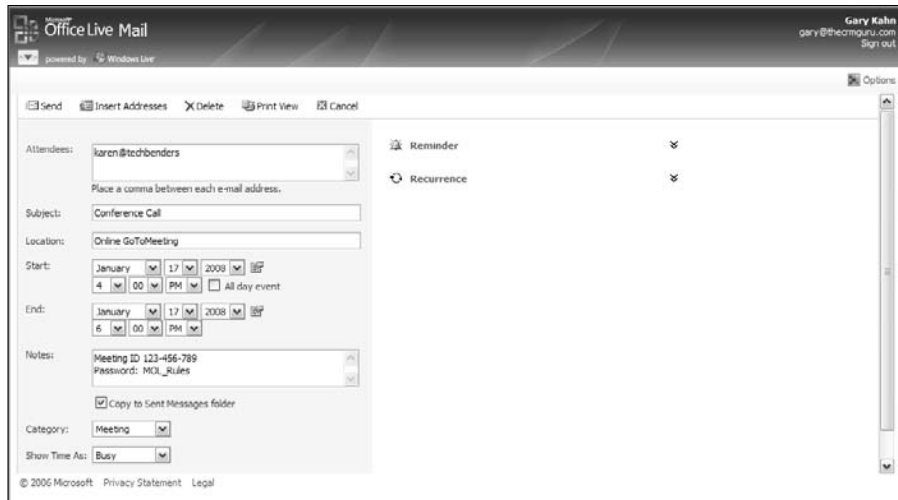 Microsoft
Office Live Mail
powered by Windows Live
Gary Kahn
gary@thecrmguru.com
Sign out
Options
Send Insert Addresses Delete Print View Cancel
Attendees: karen@techbenders
Place a comma between each e-mail address.
Subject: Conference Call
Location: Online GoToMeeting
Start: January 17 2008
4 00 PM All day event
End: January 17 2008
6 00 PM
Notes: Meeting ID 123-456-789
Password: MOL_Rules
Copy to Sent Messages folder
Category: Meeting
Show Time As: Busy
Reminder
Recurrence
© 2006 Microsoft Privacy Statement Legal